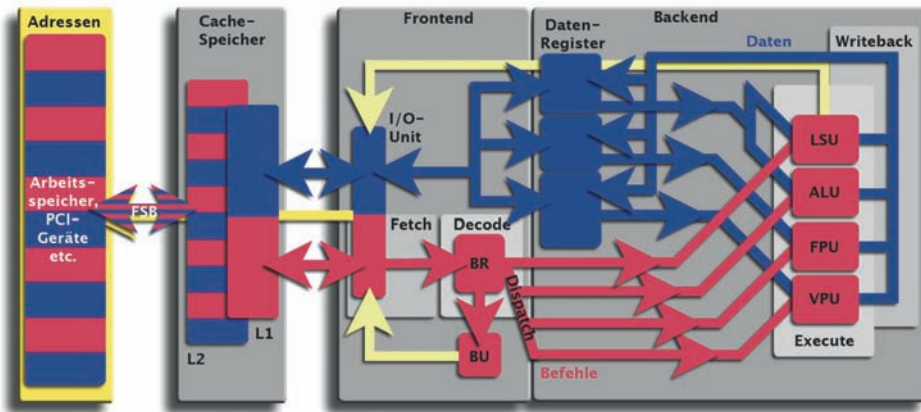 Adressen
Arbeits-
speicher,
PCI-
Geräte
etc.
FSB
Cache-
Speicher
L2
L1
Frontend
I/O-
Unit
Fetch
Decode
BR
BU
Dispatch
Backend
Daten-
Register
Daten
Writeback
LSU
ALU
FPU
VPU
Execute
Befehle